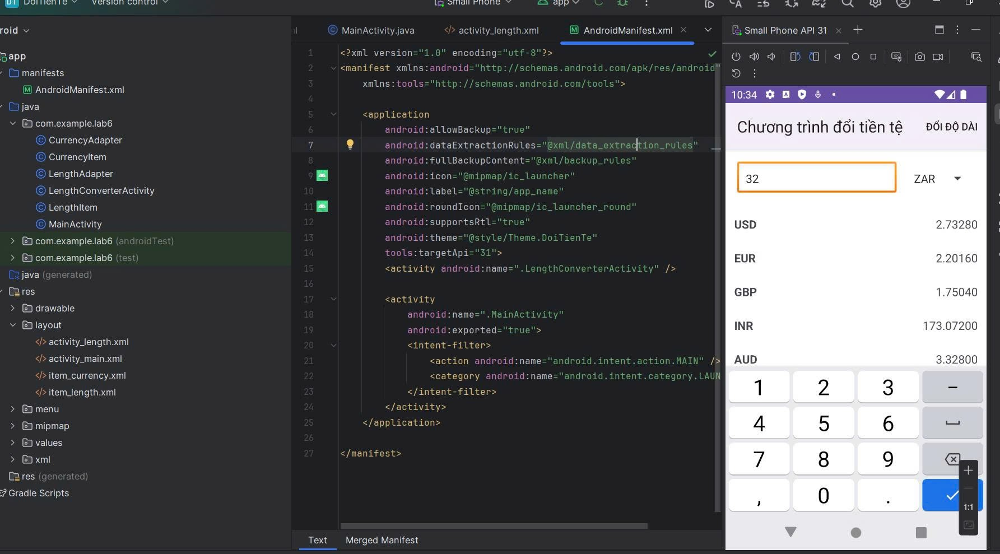 DT DoiTienTe
Version control
Small Phone
app
roid
MainActivity.java
activity_length.xml
AndroidManifest.xml
Small Phone API 31
app
manifests
AndroidManifest.xml
java
com.example.lab6
CurrencyAdapter
CurrencyItem
LengthAdapter
LengthConverterActivity
LengthItem
MainActivity
com.example.lab6 (androidTest)
com.example.lab6 (test)
java (generated)
res
drawable
layout
activity_length.xml
activity_main.xml
item_currency.xml
item_length.xml
menu
mipmap
values
xml
res (generated)
Gradle Scripts
1 <?xml version="1.0" encoding="utf-8"?>
2 <manifest xmlns:android="http://schemas.android.com/apk/res/android"
3 xmlns:tools="http://schemas.android.com/tools">
4
5 <application
6 android:allowBackup="true"
7 android:dataExtractionRules="@xml/data_extraction_rules"
8 android:fullBackupContent="@xml/backup_rules"
9 android:icon="@mipmap/ic_launcher"
10 android:label="@string/app_name"
11 android:roundIcon="@mipmap/ic_launcher_round"
12 android:supportsRtl="true"
13 android:theme="@style/Theme.DoiTienTe"
14 tools:targetApi="31">
15 <activity android:name=".LengthConverterActivity" />
16
17 <activity
18 android:name=".MainActivity"
19 android:exported="true">
20 <intent-filter>
21 <action android:name="android.intent.action.MAIN" />
22 <category android:name="android.intent.category.LAUN
23 </intent-filter>
24 </activity>
25 </application>
26
27 </manifest>
Text
Merged Manifest
10:34
Chương trình đổi tiền tệ
ĐỔI ĐỘ DÀI
32
ZAR
USD 2.73280
EUR 2.20160
GBP 1.75040
INR 173.07200
AUD 3.32800
1 2 3 -
4 5 6
7 8 9
, 0 .
1:1